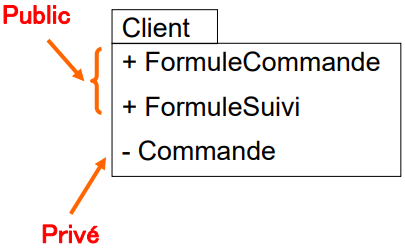 Public
Client
+ FormuleCommande
+ FormuleSuivi
- Commande
Privé